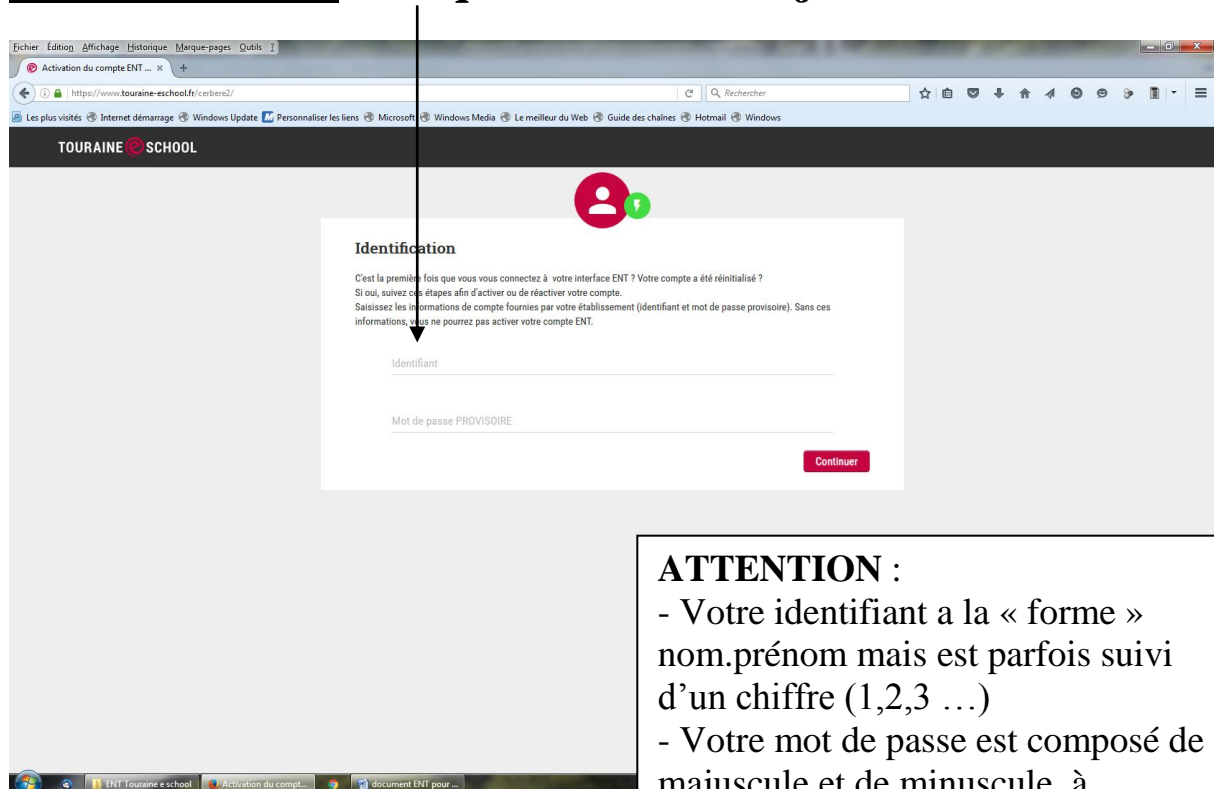 Fichier Édition Affichage Historique Marque-pages Outils ?
Activation du compte ENT ... × +
https://www.touraine-eschool.fr/cerbere2/
Rechercher
Les plus visités Internet démarrage Windows Update Personnaliser les liens Microsoft Windows Media Le meilleur du Web Guide des chaînes Hotmail Windows
TOURAINE e SCHOOL
Identification
C'est la première fois que vous vous connectez à votre interface ENT ? Votre compte a été réinitialisé ?
Si oui, suivez ces étapes afin d'activer ou de réactiver votre compte.
Saisissez les informations de compte fournies par votre établissement (identifiant et mot de passe provisoire). Sans ces
informations, vous ne pourrez pas activer votre compte ENT.
Identifiant
Mot de passe PROVISOIRE
Continuer
ATTENTION :
- Votre identifiant a la « forme »
nom.prénom mais est parfois suivi
d'un chiffre (1,2,3 …)
- Votre mot de passe est composé de
majuscule et de minuscule, à
ENT Touraine e school Activation du compt... document ENT pour ...